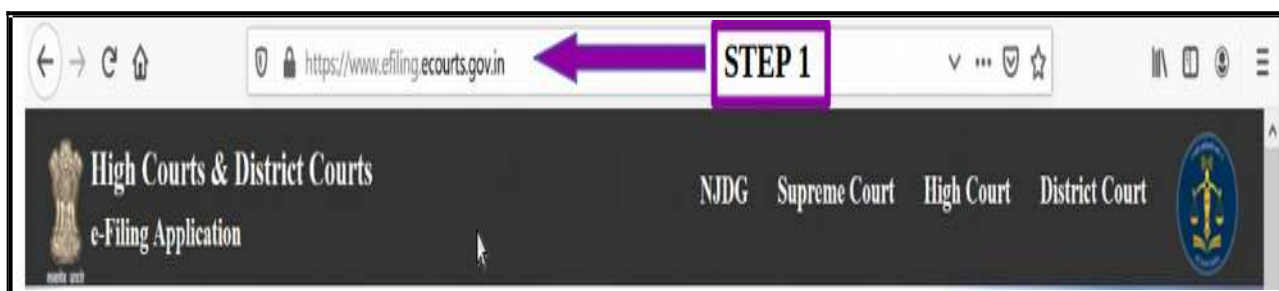 https://www.efiling.ecourts.gov.in
STEP 1
High Courts & District Courts
e-Filing Application
NJDG Supreme Court High Court District Court